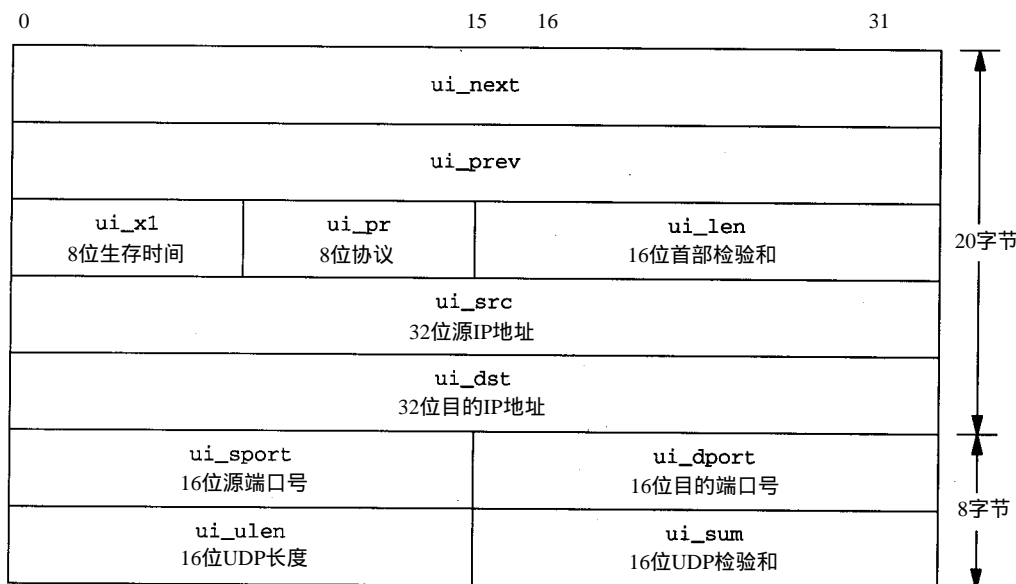 0 15 16 31
ui_next
ui_prev
ui_x1 ui_pr ui_len
8位生存时间 8位协议 16位首部检验和
20字节
ui_src
32位源IP地址
ui_dst
32位目的IP地址
ui_sport ui_dport
16位源端口号 16位目的端口号
8字节
ui_ulen ui_sum
16位UDP长度 16位UDP检验和